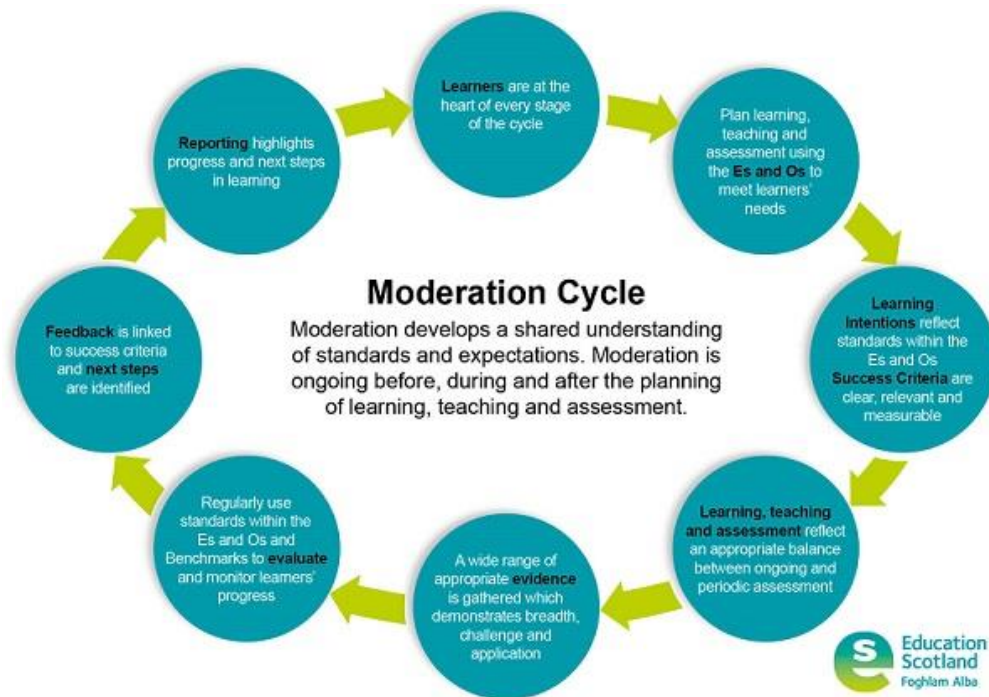 Learners are at the
heart of every stage
of the cycle
Plan learning,
teaching and
assessment using
the Es and Os to
meet learners'
needs
Learning
Intentions reflect
standards within the
Es and Os
Success Criteria are
clear, relevant and
measurable
Learning, teaching
and assessment reflect
an appropriate balance
between ongoing and
periodic assessment
A wide range of
appropriate evidence
is gathered which
demonstrates breadth,
challenge and
application
Regularly use
standards within the
Es and Os and
Benchmarks to evaluate
and monitor learners'
progress
Feedback is linked
to success criteria
and next steps
are identified
Reporting highlights
progress and next steps
in learning
Moderation Cycle
Moderation develops a shared understanding
of standards and expectations. Moderation is
ongoing before, during and after the planning
of learning, teaching and assessment.
Education
Scotland
Foghlam Alba